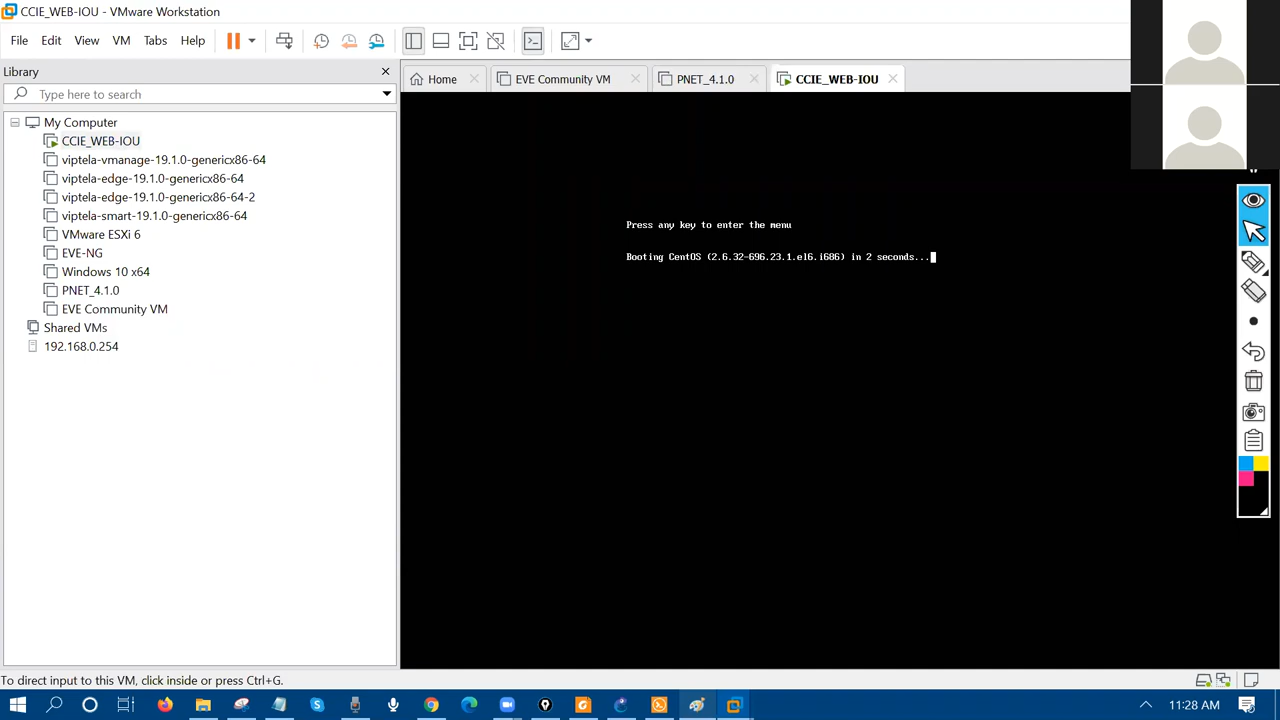 CCIE_WEB-IOU - VMware Workstation
File Edit View VM Tabs Help
Library
Type here to search
Home EVE Community VM PNET_4.1.0 CCIE_WEB-IOU
My Computer
CCIE_WEB-IOU
viptela-vmanage-19.1.0-genericx86-64
viptela-edge-19.1.0-genericx86-64
viptela-edge-19.1.0-genericx86-64-2
viptela-smart-19.1.0-genericx86-64
VMware ESXi 6
EVE-NG
Windows 10 x64
PNET_4.1.0
EVE Community VM
Shared VMs
192.168.0.254
Press any key to enter the menu
Booting CentOS (2.6.32-696.23.1.el6.i686) in 2 seconds...
To direct input to this VM, click inside or press Ctrl+G.
11:28 AM